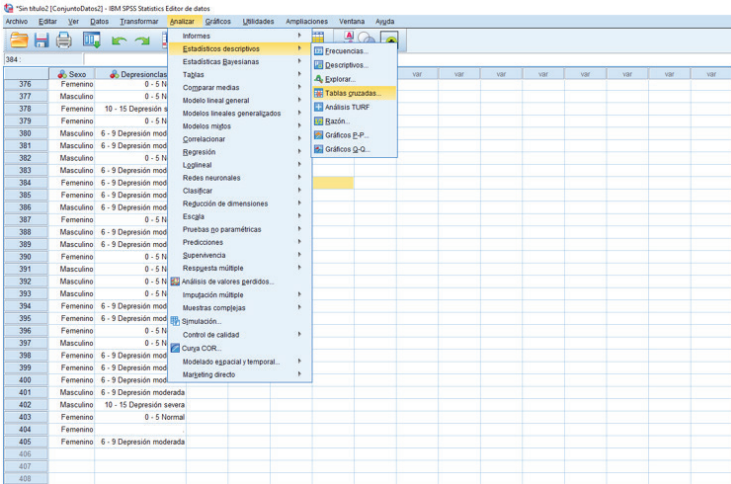 *Sin título2 [ConjuntoDatos2] - IBM SPSS Statistics Editor de datos
Archivo Editar Ver Datos Transformar Analizar Gráficos Utilidades Ampliaciones Ventana Ayuda
384 :
Informes
Estadísticos descriptivos
Estadísticas Bayesianas
Tablas
Comparar medias
Modelo lineal general
Modelos lineales generalizados
Modelos mixtos
Correlacionar
Regresión
Loglineal
Redes neuronales
Clasificar
Reducción de dimensiones
Escala
Pruebas no paramétricas
Predicciones
Supervivencia
Respuesta múltiple
Análisis de valores perdidos...
Imputación múltiple
Muestras complejas
Simulación...
Control de calidad
Curva COR...
Modelado espacial y temporal...
Marketing directo
Frecuencias...
Descriptivos...
Explorar...
Tablas cruzadas...
Análisis TURF
Razón...
Gráficos P-P...
Gráficos Q-Q...
Sexo Depresionclas var var var var var var var
376 Femenino 0 - 5 N
377 Masculino 0 - 5 N
378 Femenino 10 - 15 Depresión s
379 Femenino 0 - 5 N
380 Masculino 6 - 9 Depresión mod
381 Masculino 6 - 9 Depresión mod
382 Masculino 0 - 5 N
383 Masculino 6 - 9 Depresión mod
384 Femenino 6 - 9 Depresión mod
385 Femenino 6 - 9 Depresión mod
386 Masculino 6 - 9 Depresión mod
387 Femenino 0 - 5 N
388 Masculino 6 - 9 Depresión mod
389 Masculino 6 - 9 Depresión mod
390 Femenino 0 - 5 N
391 Masculino 0 - 5 N
392 Masculino 0 - 5 N
393 Masculino 0 - 5 N
394 Femenino 6 - 9 Depresión mod
395 Femenino 6 - 9 Depresión mod
396 Femenino 0 - 5 N
397 Masculino 0 - 5 N
398 Femenino 6 - 9 Depresión mod
399 Femenino 6 - 9 Depresión mod
400 Femenino 6 - 9 Depresión mod
401 Masculino 6 - 9 Depresión moderada
402 Masculino 10 - 15 Depresión severa
403 Femenino 0 - 5 Normal
404 Femenino .
405 Femenino 6 - 9 Depresión moderada
406
407
408